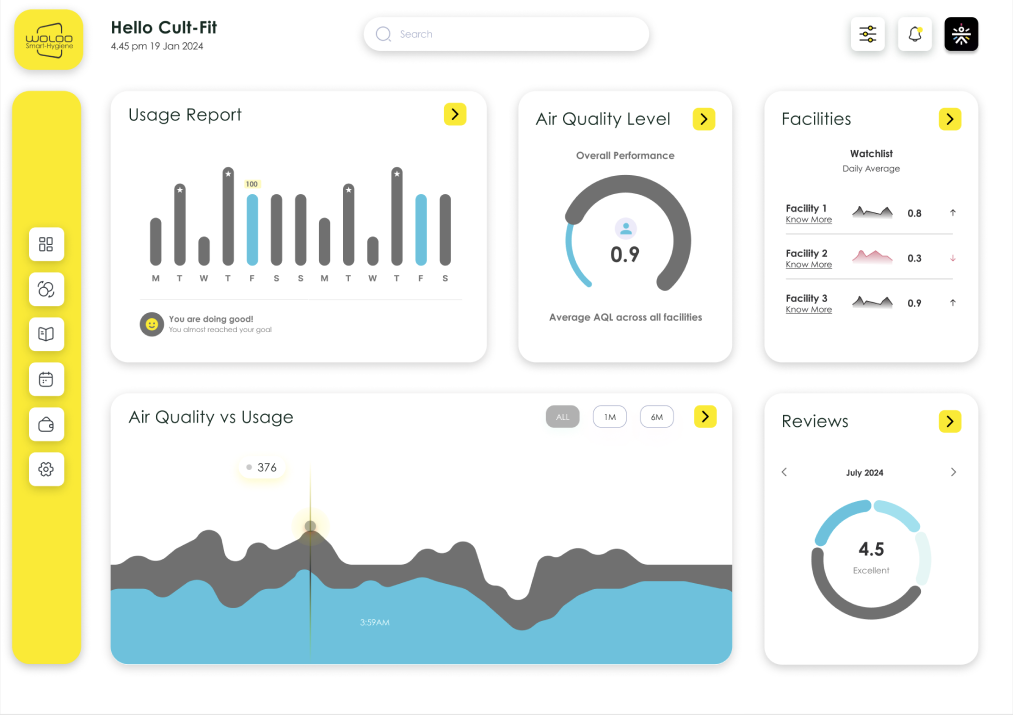 WOLOO
Smart-Hygiene
Hello Cult-Fit
4.45 pm 19 Jan 2024
Search
Usage Report
100
M T W T F S S M T W T F S
You are doing good!
You almost reached your goal
Air Quality Level
Overall Performance
0.9
Average AQL across all facilities
Facilities
Watchlist
Daily Average
Facility 1
Know More
0.8
Facility 2
Know More
0.3
Facility 3
Know More
0.9
Air Quality vs Usage
ALL 1M 6M
376
3:59AM
Reviews
July 2024
4.5
Excellent